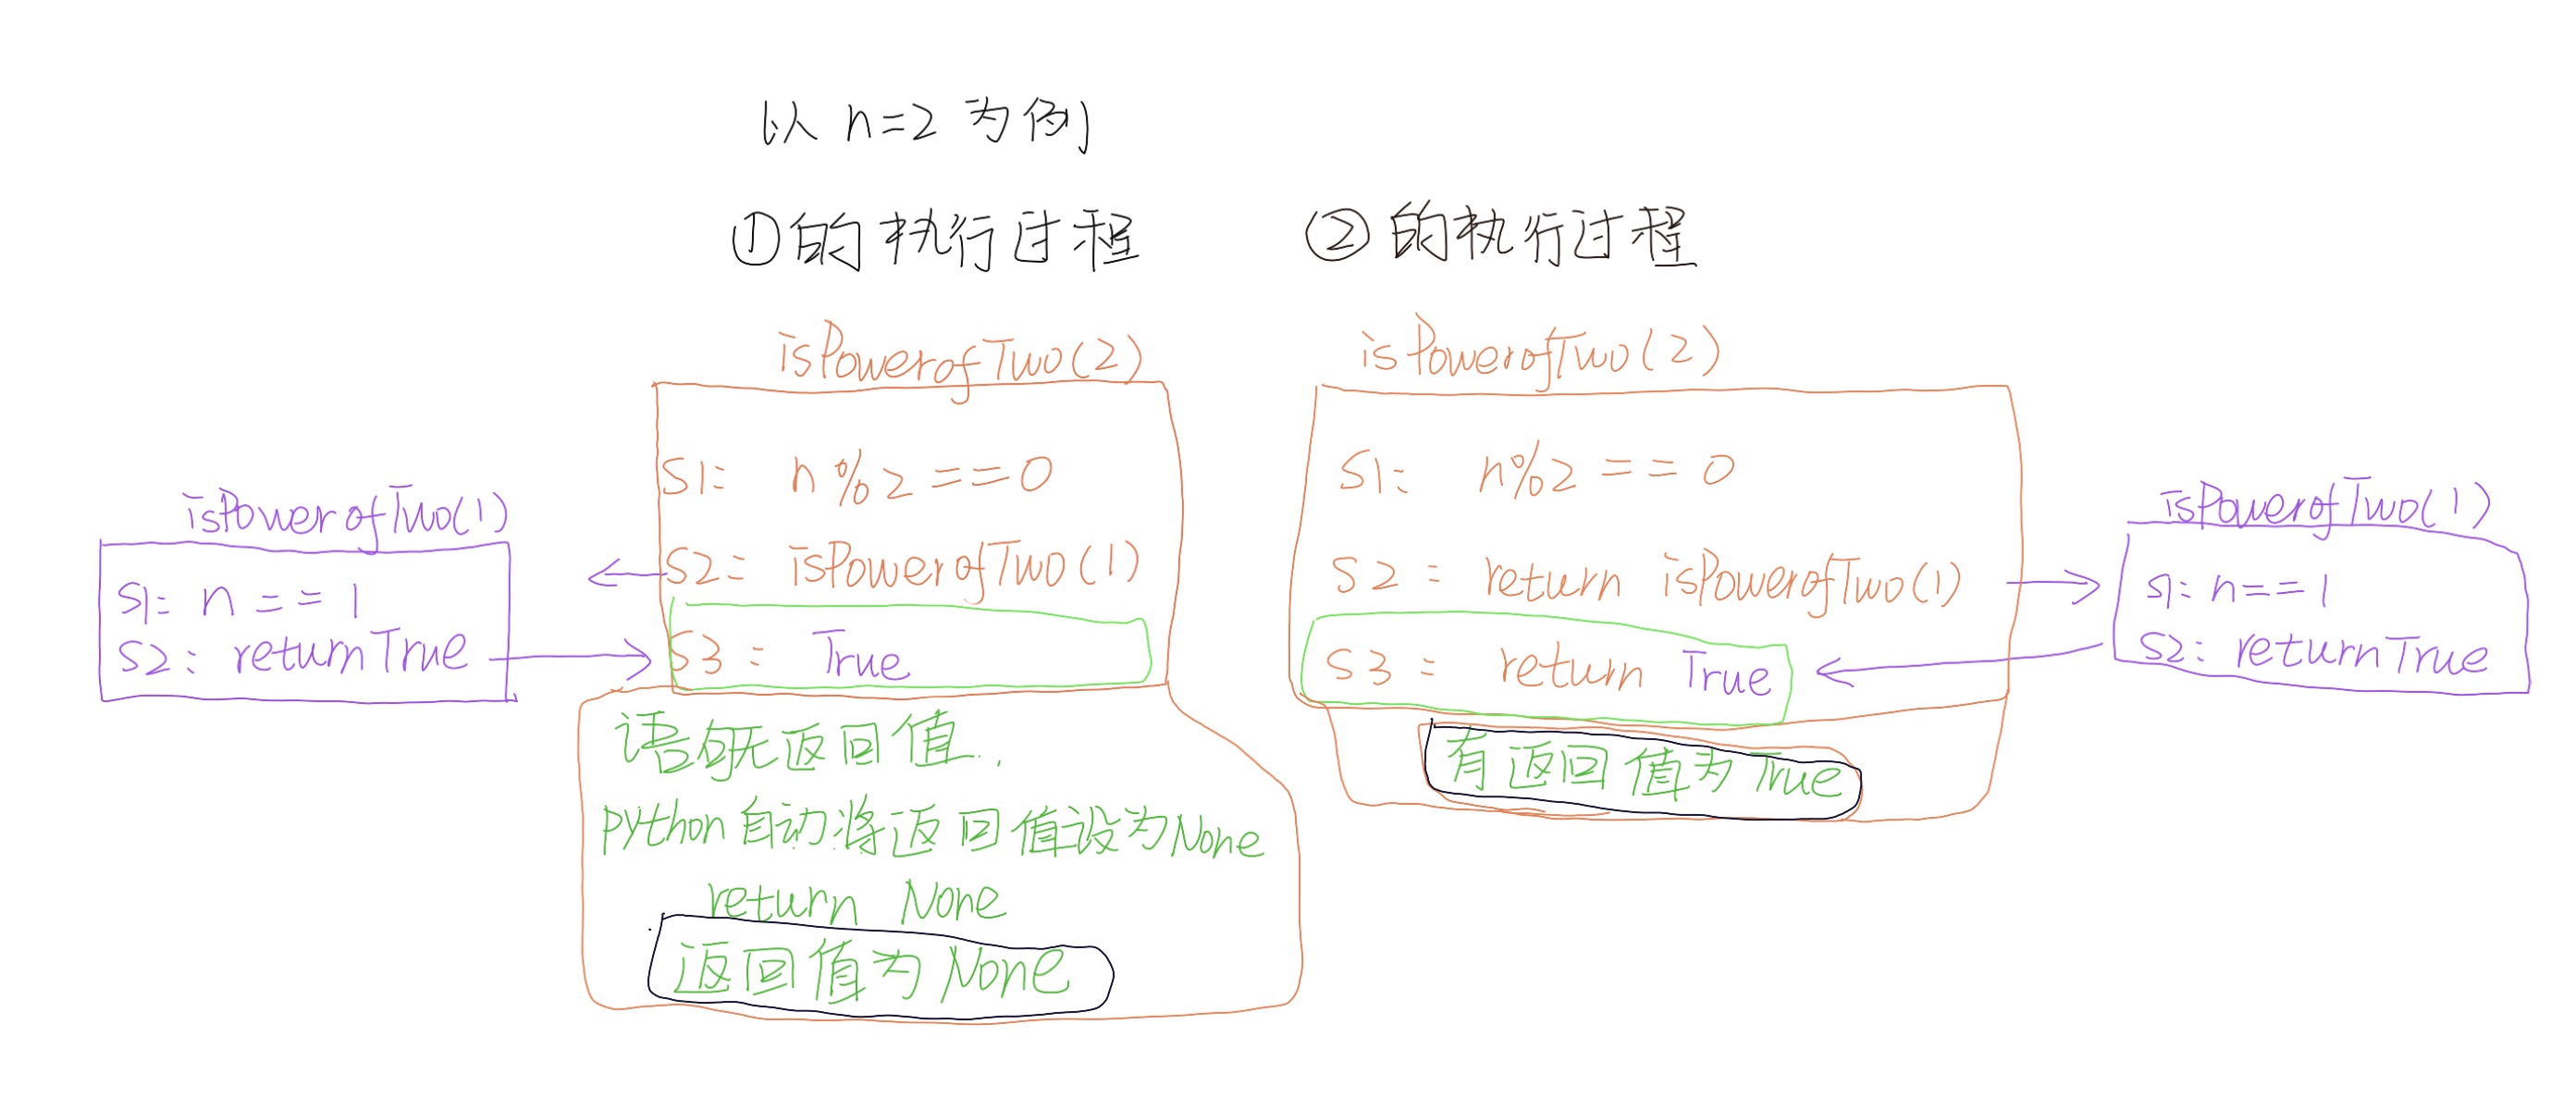 以 n=2 为例
①的执行过程
②的执行过程
isPowerofTwo(1)
S1: n == 1
S2: return True
isPowerofTwo(2)
S1: n%2==0
S2: isPowerofTwo(1)
S3: True
语句无返回值.
python自动将返回值设为None
return None
返回值为None
isPowerofTwo(2)
S1: n%2 == 0
S2: return isPowerofTwo(1)
S3: return True
有返回值为True
isPowerofTwo(1)
S1: n==1
S2: return True